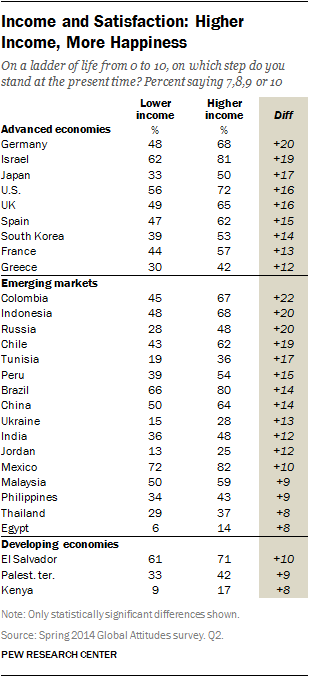 Income and Satisfaction: Higher
Income, More Happiness
On a ladder of life from 0 to 10, on which step do you
stand at the present time? Percent saying 7,8,9 or 10
Lower income Higher income Diff
Advanced economies % %
Germany 48 68 +20
Israel 62 81 +19
Japan 33 50 +17
U.S. 56 72 +16
UK 49 65 +16
Spain 47 62 +15
South Korea 39 53 +14
France 44 57 +13
Greece 30 42 +12
Emerging markets
Colombia 45 67 +22
Indonesia 48 68 +20
Russia 28 48 +20
Chile 43 62 +19
Tunisia 19 36 +17
Peru 39 54 +15
Brazil 66 80 +14
China 50 64 +14
Ukraine 15 28 +13
India 36 48 +12
Jordan 13 25 +12
Mexico 72 82 +10
Malaysia 50 59 +9
Philippines 34 43 +9
Thailand 29 37 +8
Egypt 6 14 +8
Developing economies
El Salvador 61 71 +10
Palest. ter. 33 42 +9
Kenya 9 17 +8
Note: Only statistically significant differences shown.
Source: Spring 2014 Global Attitudes survey. Q2.
PEW RESEARCH CENTER